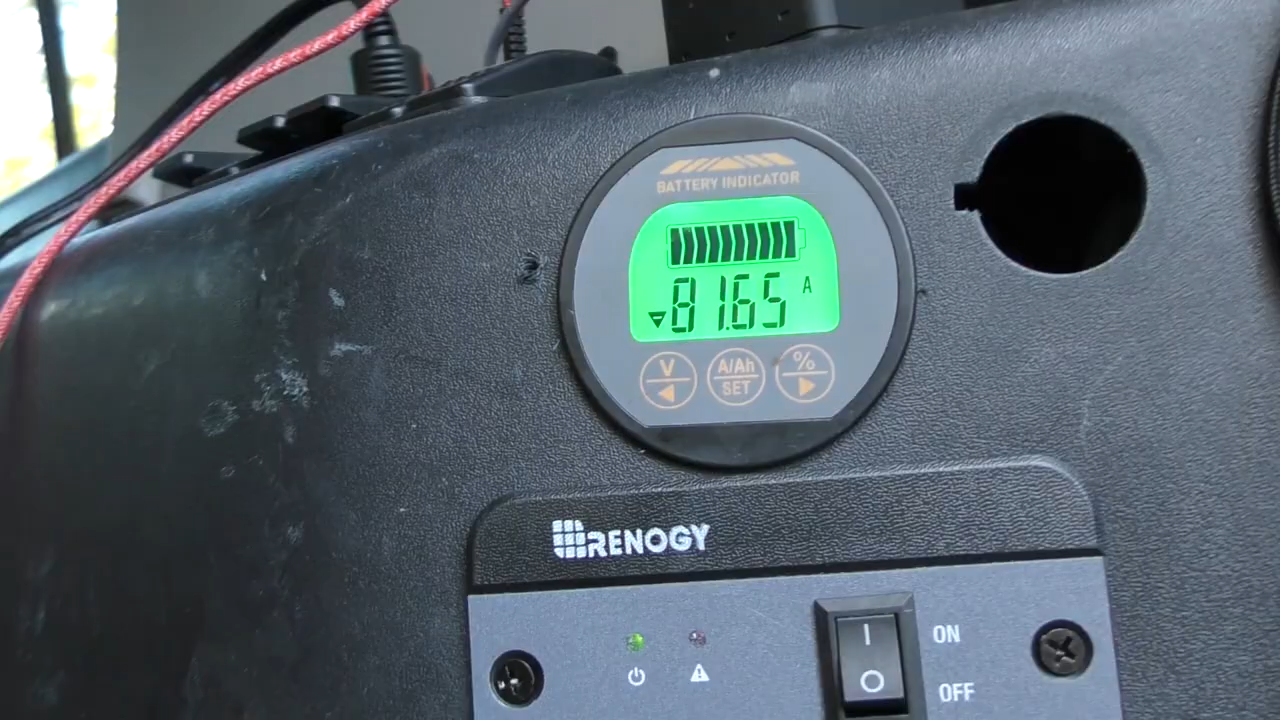 BATTERY INDICATOR
81.65 A
V
A/Ah
SET
%
RENOGY
I
O
ON
OFF